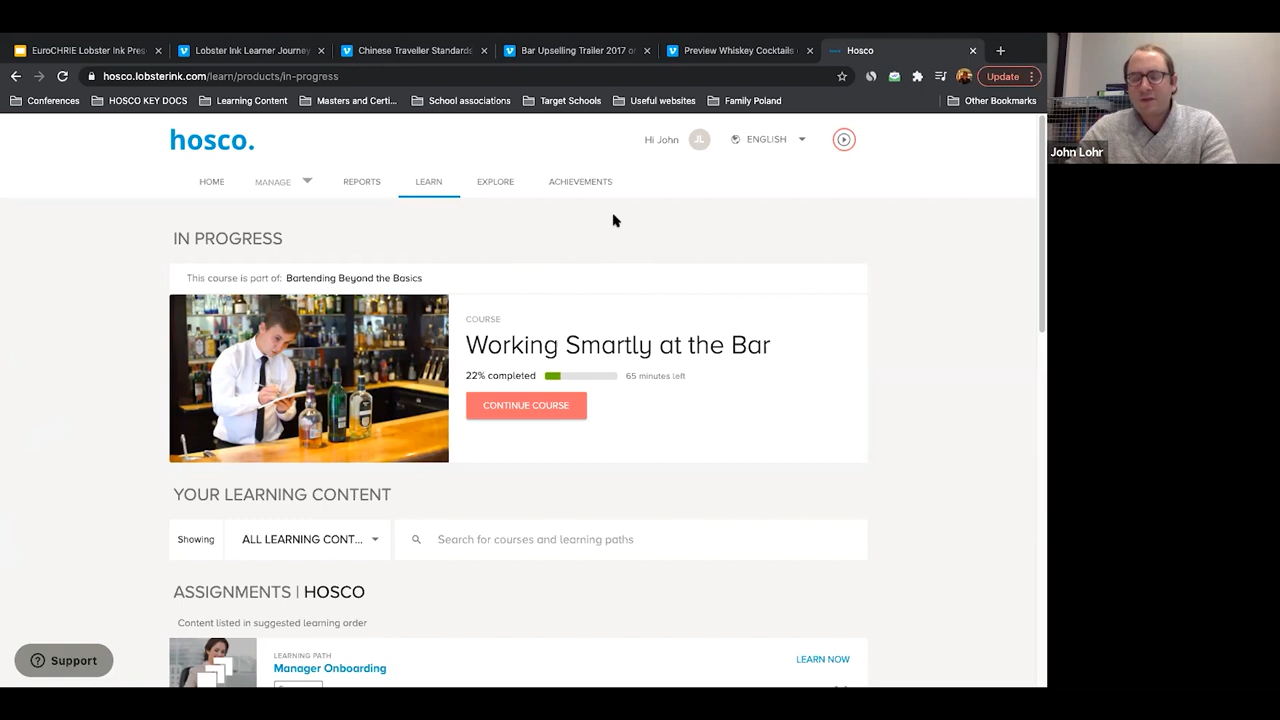 EuroCHRIE Lobster Ink Pres
Lobster Ink Learner Journey
Chinese Traveller Standards
Bar Upselling Trailer 2017 o
Preview Whiskey Cocktails
Hosco
hosco.lobsterink.com/learn/products/in-progress
Update
Conferences
HOSCO KEY DOCS
Learning Content
Masters and Certi...
School associations
Target Schools
Useful websites
Family Poland
Other Bookmarks
hosco.
Hi John
JL
ENGLISH
John Lohr
HOME
MANAGE
REPORTS
LEARN
EXPLORE
ACHIEVEMENTS
IN PROGRESS
This course is part of: Bartending Beyond the Basics
COURSE
Working Smartly at the Bar
22% completed
65 minutes left
CONTINUE COURSE
YOUR LEARNING CONTENT
Showing
ALL LEARNING CONT...
Search for courses and learning paths
ASSIGNMENTS | HOSCO
Content listed in suggested learning order
LEARNING PATH
Manager Onboarding
LEARN NOW
Support